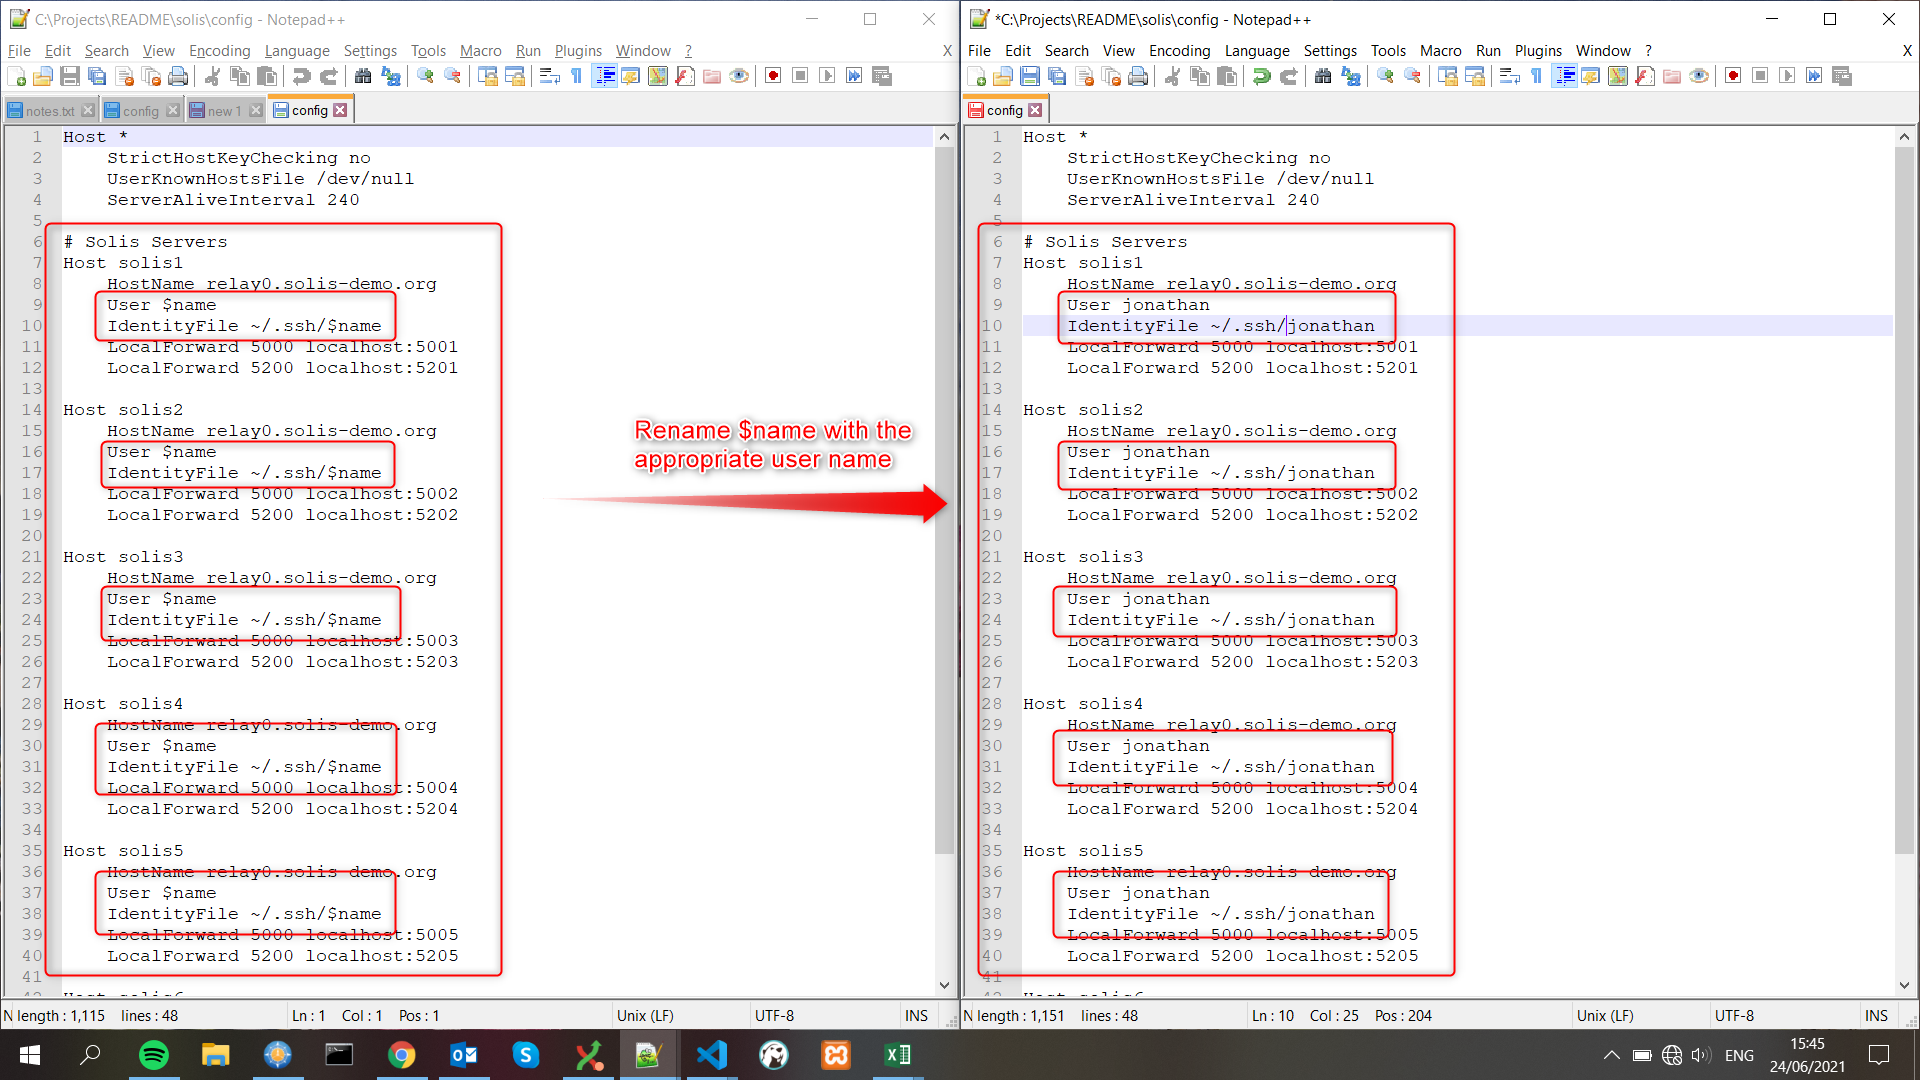 C:\Projects\README\solis\config - Notepad++
File Edit Search View Encoding Language Settings Tools Macro Run Plugins Window ? X
notes.txt config new 1 config
1 Host *
2     StrictHostKeyChecking no
3     UserKnownHostsFile /dev/null
4     ServerAliveInterval 240
5
6 # Solis Servers
7 Host solis1
8     HostName relay0.solis-demo.org
9     User $name
10     IdentityFile ~/.ssh/$name
11     LocalForward 5000 localhost:5001
12     LocalForward 5200 localhost:5201
13
14 Host solis2
15     HostName relay0.solis-demo.org
16     User $name
17     IdentityFile ~/.ssh/$name
18     LocalForward 5000 localhost:5002
19     LocalForward 5200 localhost:5202
20
21 Host solis3
22     HostName relay0.solis-demo.org
23     User $name
24     IdentityFile ~/.ssh/$name
25     LocalForward 5000 localhost:5003
26     LocalForward 5200 localhost:5203
27
28 Host solis4
29     HostName relay0.solis-demo.org
30     User $name
31     IdentityFile ~/.ssh/$name
32     LocalForward 5000 localhost:5004
33     LocalForward 5200 localhost:5204
34
35 Host solis5
36     HostName relay0.solis-demo.org
37     User $name
38     IdentityFile ~/.ssh/$name
39     LocalForward 5000 localhost:5005
40     LocalForward 5200 localhost:5205
41
42 Host solis6
N length : 1,115 lines : 48 Ln : 1 Col : 1 Pos : 1 Unix (LF) UTF-8 INS
Rename $name with the
appropriate user name
*C:\Projects\README\solis\config - Notepad++
File Edit Search View Encoding Language Settings Tools Macro Run Plugins Window ? X
config
1 Host *
2     StrictHostKeyChecking no
3     UserKnownHostsFile /dev/null
4     ServerAliveInterval 240
5
6 # Solis Servers
7 Host solis1
8     HostName relay0.solis-demo.org
9     User jonathan
10     IdentityFile ~/.ssh/jonathan
11     LocalForward 5000 localhost:5001
12     LocalForward 5200 localhost:5201
13
14 Host solis2
15     HostName relay0.solis-demo.org
16     User jonathan
17     IdentityFile ~/.ssh/jonathan
18     LocalForward 5000 localhost:5002
19     LocalForward 5200 localhost:5202
20
21 Host solis3
22     HostName relay0.solis-demo.org
23     User jonathan
24     IdentityFile ~/.ssh/jonathan
25     LocalForward 5000 localhost:5003
26     LocalForward 5200 localhost:5203
27
28 Host solis4
29     HostName relay0.solis-demo.org
30     User jonathan
31     IdentityFile ~/.ssh/jonathan
32     LocalForward 5000 localhost:5004
33     LocalForward 5200 localhost:5204
34
35 Host solis5
36     HostName relay0.solis-demo.org
37     User jonathan
38     IdentityFile ~/.ssh/jonathan
39     LocalForward 5000 localhost:5005
40     LocalForward 5200 localhost:5205
41
42 Host solis6
N length : 1,151 lines : 48 Ln : 10 Col : 25 Pos : 204 Unix (LF) UTF-8 INS
ENG
15:45
24/06/2021